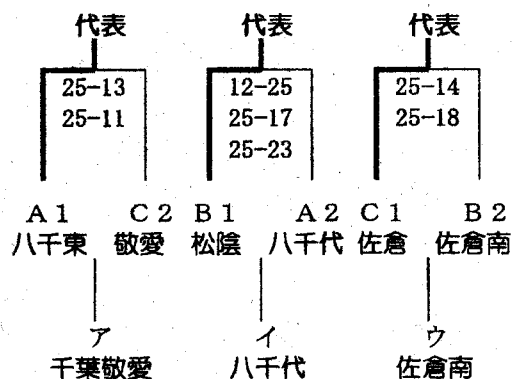 代表 代表 代表
25-13 12-25 25-14
25-11 25-17 25-18
25-23
A1 C2 B1 A2 C1 B2
八千東 敬愛 松陰 八千代 佐倉 佐倉南
ア イ ウ
千葉敬愛 八千代 佐倉南